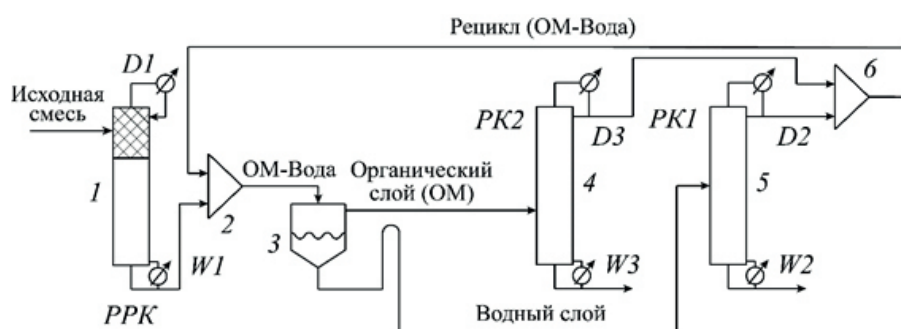 Рецикл (ОМ-Вода)
D1
6
Исходная
смесь
РК2
D3
РК1
D2
ОМ-Вода
Органический
слой (ОМ)
1
2
3
4
5
W1
W3
W2
РРК
Водный слой